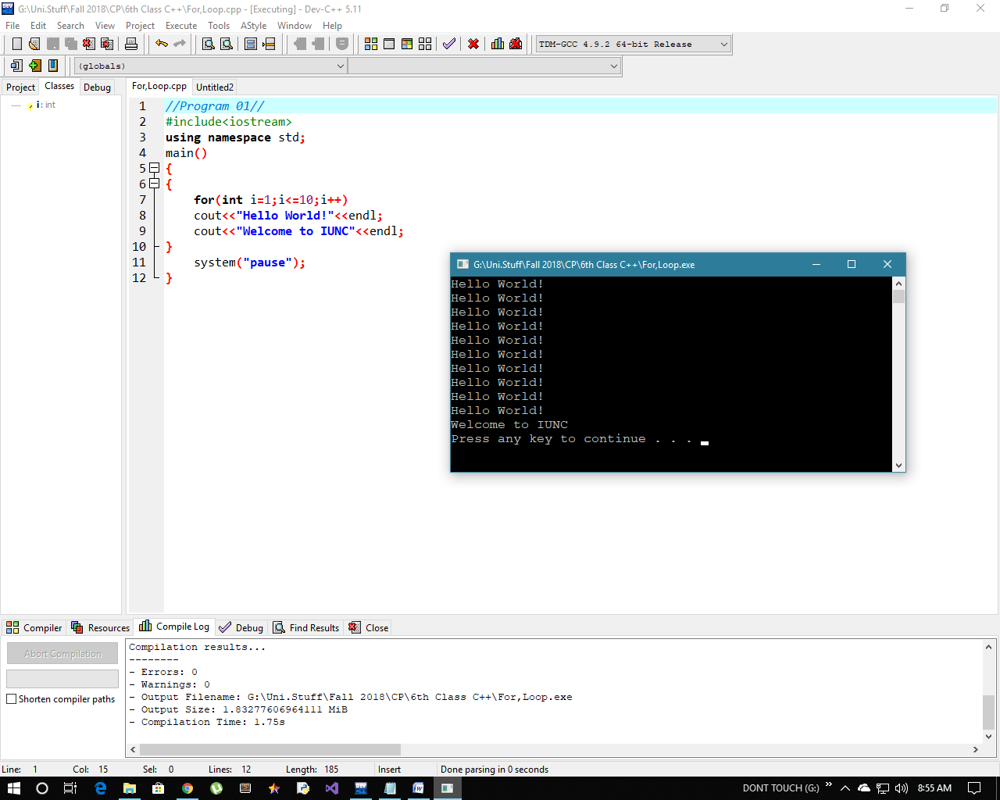 G:\Uni.Stuff\Fall 2018\CP\6th Class C++\For,Loop.cpp - [Executing] - Dev-C++ 5.11
File Edit Search View Project Execute Tools AStyle Window Help
TDM-GCC 4.9.2 64-bit Release
(globals)
Project Classes Debug
For,Loop.cpp Untitled2
i : int
1 //Program 01//
2 #include<iostream>
3 using namespace std;
4 main()
5 {
6 {
7 for(int i=1;i<=10;i++)
8 cout<<"Hello World!"<<endl;
9 cout<<"Welcome to IUNC"<<endl;
10 }
11 system("pause");
12 }
G:\Uni.Stuff\Fall 2018\CP\6th Class C++\For,Loop.exe
Hello World!
Hello World!
Hello World!
Hello World!
Hello World!
Hello World!
Hello World!
Hello World!
Hello World!
Hello World!
Welcome to IUNC
Press any key to continue . . .
Compiler Resources Compile Log Debug Find Results Close
Abort Compilation
Shorten compiler paths
Compilation results...
--------
- Errors: 0
- Warnings: 0
- Output Filename: G:\Uni.Stuff\Fall 2018\CP\6th Class C++\For,Loop.exe
- Output Size: 1.83277606964111 MiB
- Compilation Time: 1.75s
Line: 1 Col: 15 Sel: 0 Lines: 12 Length: 185 Insert Done parsing in 0 seconds
DONT TOUCH (G:) 8:55 AM